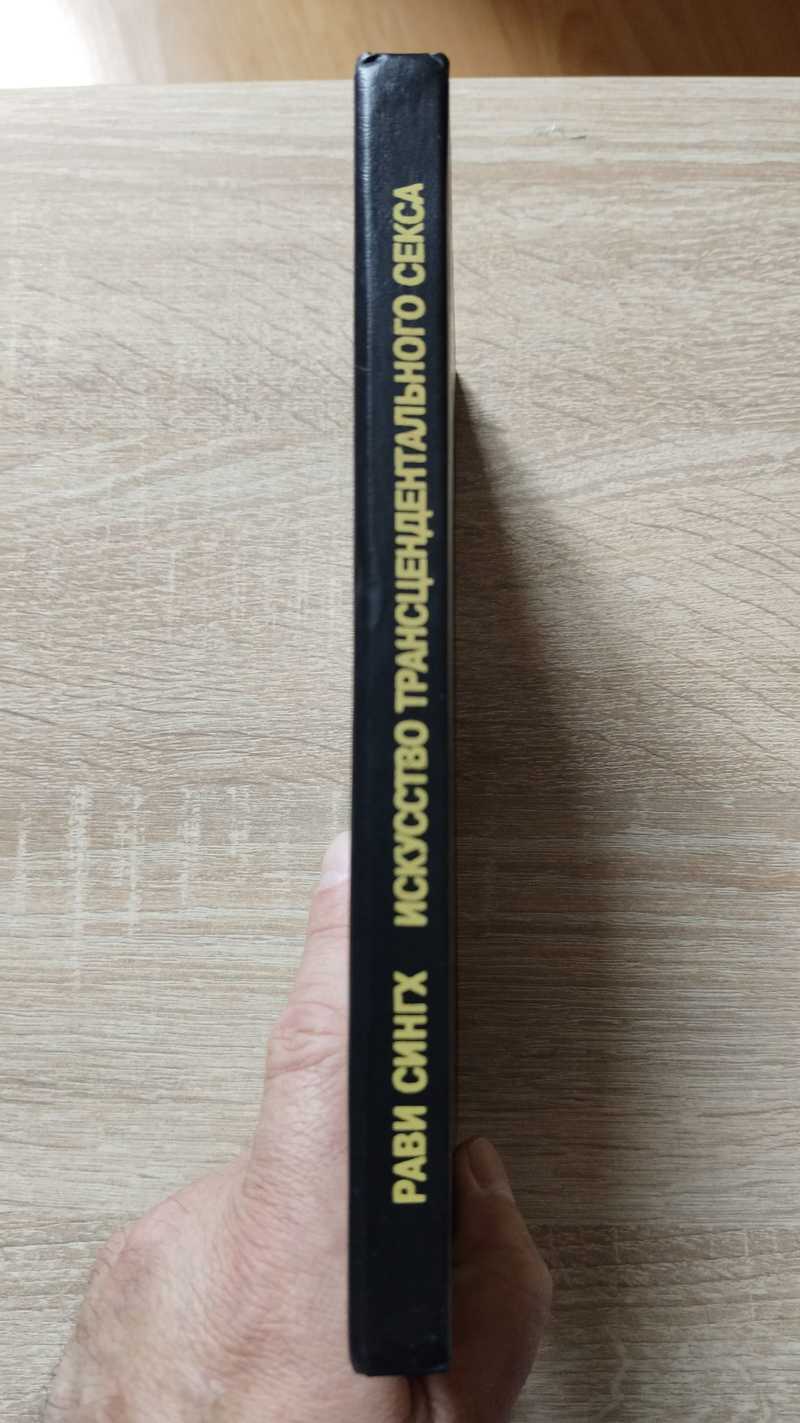 РАВИ СИНГХ ИСКУССТВО ТРАНСЦЕНДЕНТАЛЬНОГО СЕКСА